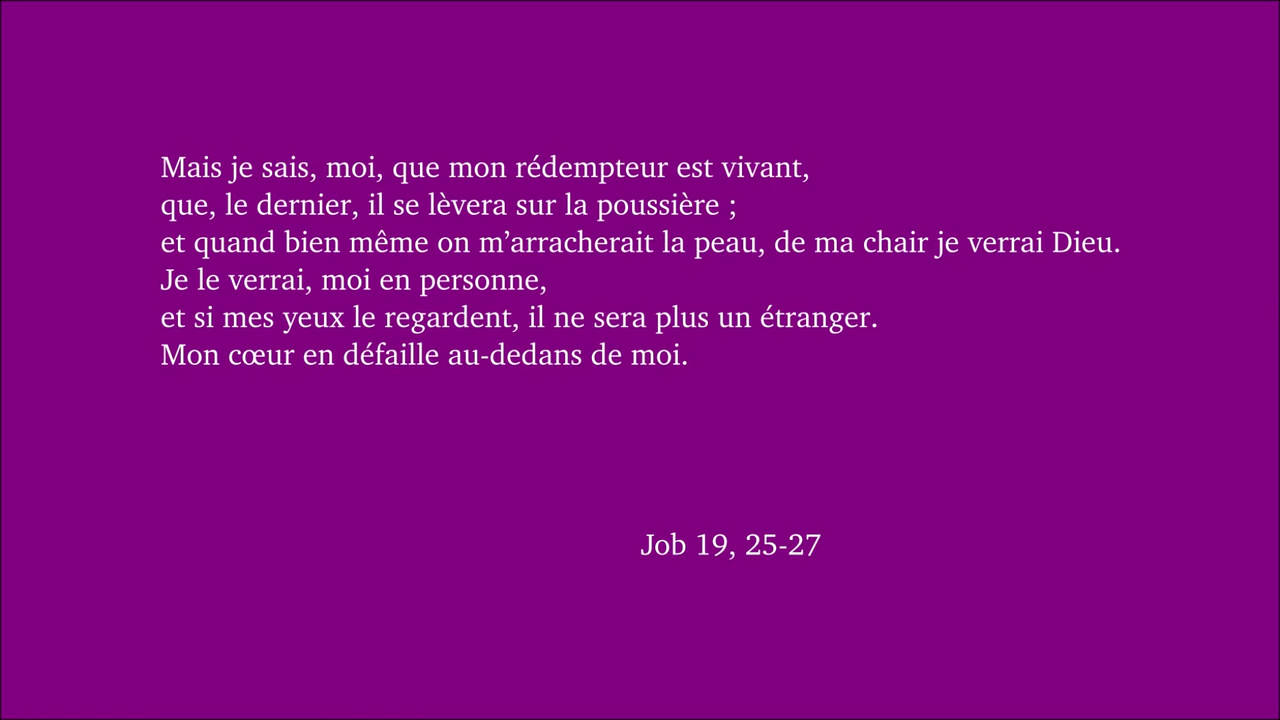 Mais je sais, moi, que mon rédempteur est vivant,
que, le dernier, il se lèvera sur la poussière ;
et quand bien même on m’arracherait la peau, de ma chair je verrai Dieu.
Je le verrai, moi en personne,
et si mes yeux le regardent, il ne sera plus un étranger.
Mon cœur en défaille au-dedans de moi.
Job 19, 25-27